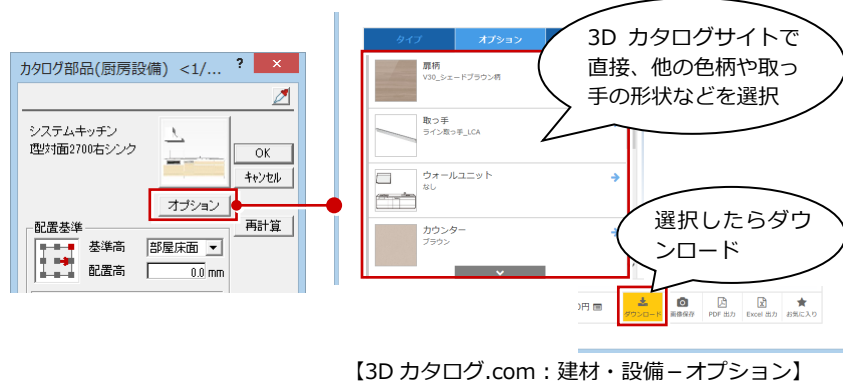 カタログ部品(厨房設備) <1/... ? ×
システムキッチン
I型対面2700右シンク
OK
キャンセル
オプション
再計算
配置基準
基準高 部屋床面
配置高 0.0 mm
タイプ オプション
扉柄
V30_シェードブラウン柄
取っ手
ライン取っ手_LCA
ウォールユニット
なし
カウンター
ブラウン
3D カタログサイトで
直接、他の色柄や取っ
手の形状などを選択
選択したらダウ
ンロード
0円
ダウンロード 画像保存 PDF 出力 Excel 出力 お気に入り
【3D カタログ.com：建材・設備－オプション】